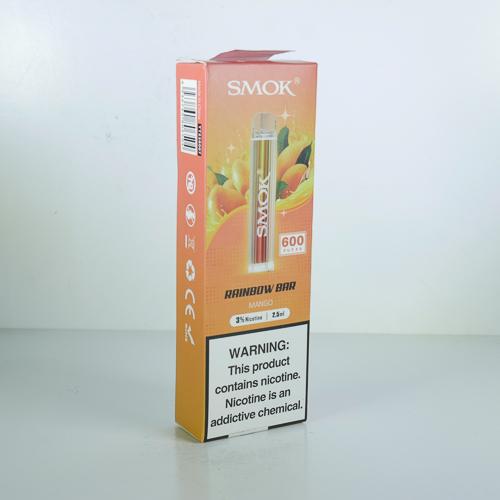 SMOK®
SMOK
600
PUFFS
RAINBOW BAR
MANGO
3% Nicotine | 2.5ml
WARNING:
This product
contains nicotine.
Nicotine is an
addictive chemical.